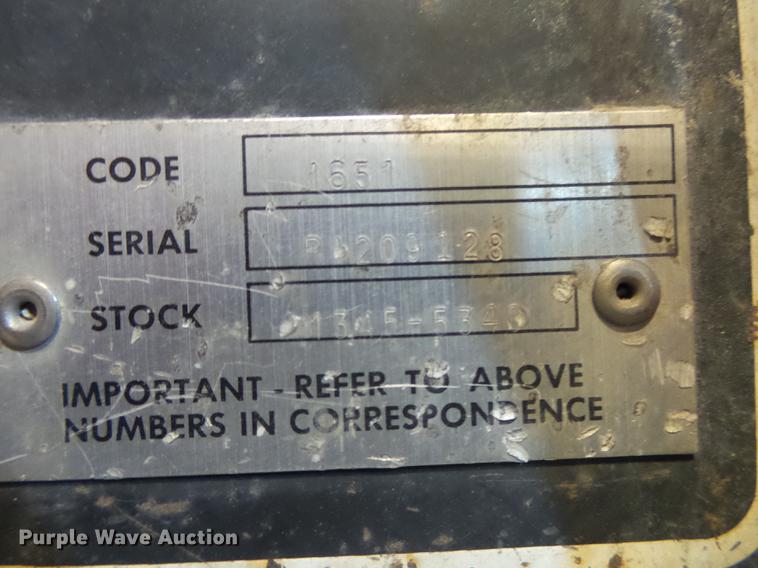 CODE 1651
SERIAL
STOCK
IMPORTANT - REFER TO ABOVE
NUMBERS IN CORRESPONDENCE
Purple Wave Auction